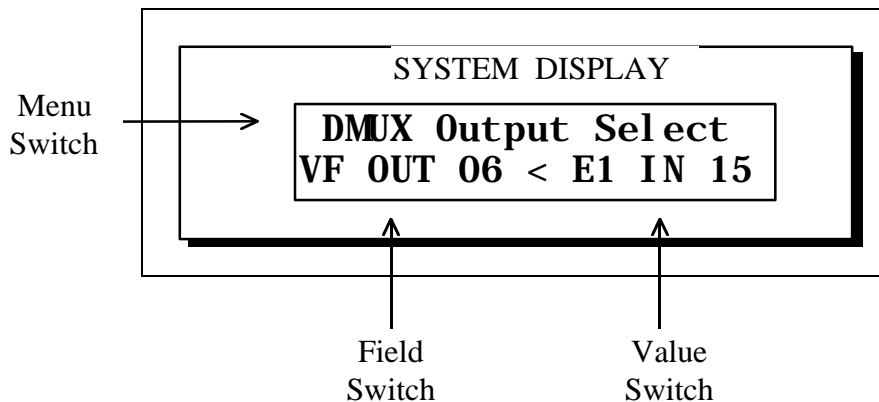 SYSTEM DISPLAY
Menu
Switch
DMUX Output Select
VF OUT 06 < E1 IN 15
Field
Switch
Value
Switch